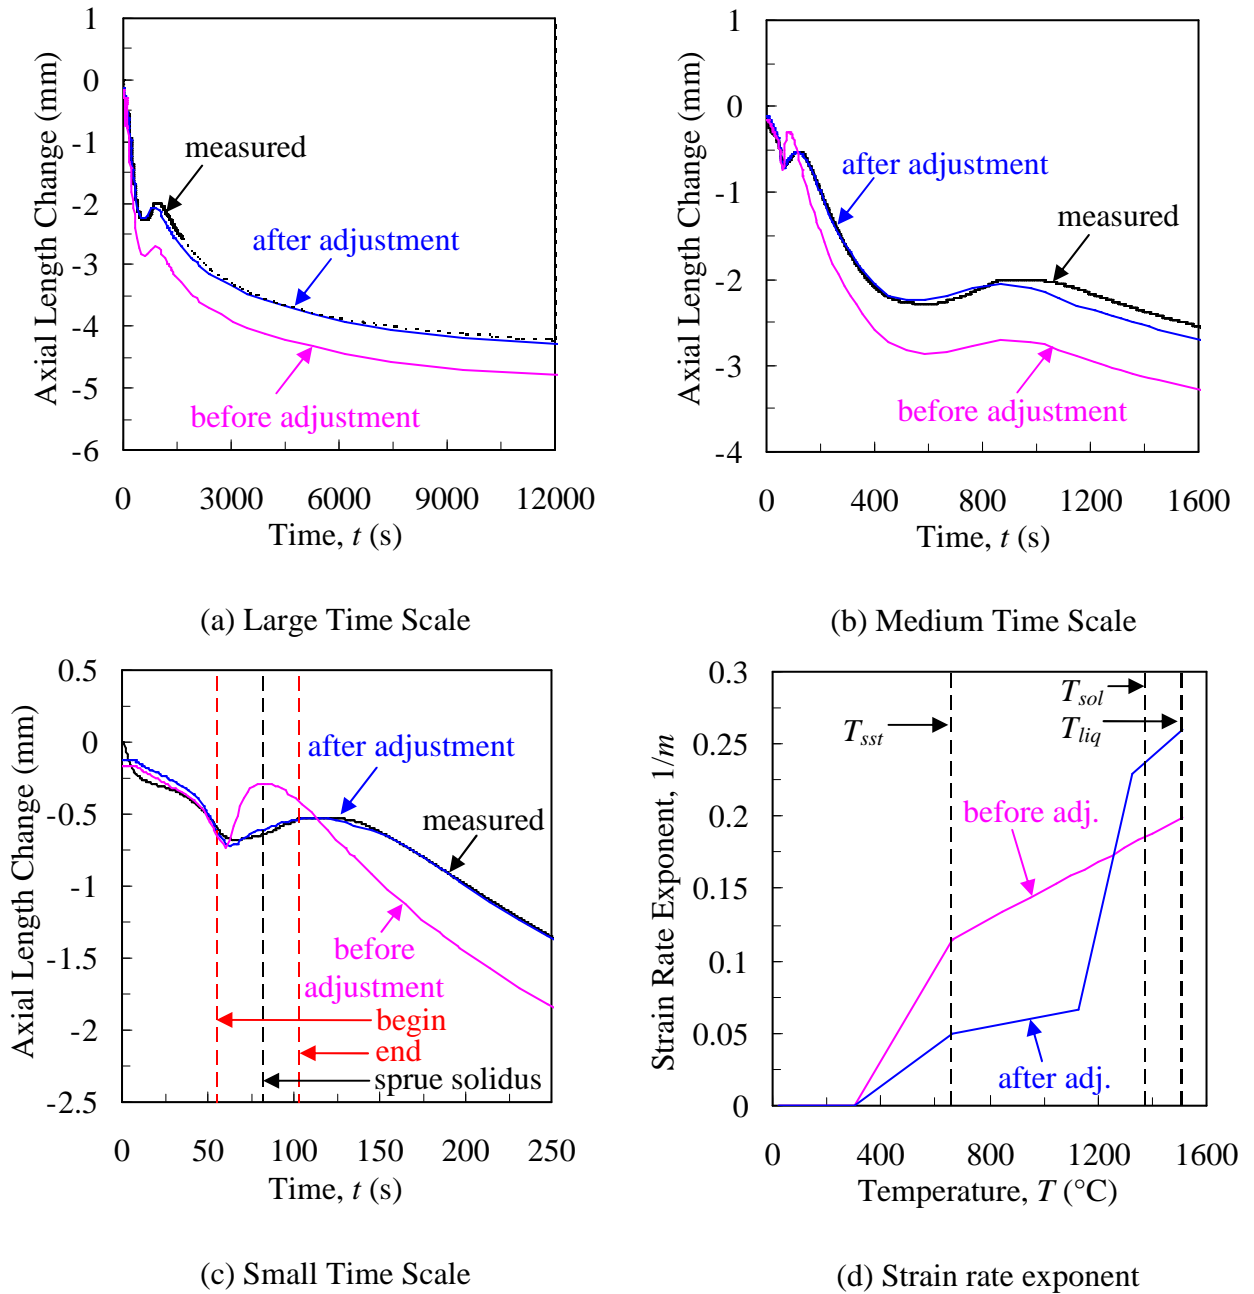 1
0
-1
-2
-3
-4
-5
-6
Axial Length Change (mm)
measured
after adjustment
before adjustment
0 3000 6000 9000 12000
Time, t (s)
(a) Large Time Scale
1
0
-1
-2
-3
-4
Axial Length Change (mm)
after adjustment
measured
before adjustment
0 400 800 1200 1600
Time, t (s)
(b) Medium Time Scale
0.5
0
-0.5
-1
-1.5
-2
-2.5
Axial Length Change (mm)
after adjustment
measured
before
adjustment
begin
end
sprue solidus
0 50 100 150 200 250
Time, t (s)
(c) Small Time Scale
0.3
0.25
0.2
0.15
0.1
0.05
0
Strain Rate Exponent, 1/m
Tsst
Tsol
Tliq
before adj.
after adj.
0 400 800 1200 1600
Temperature, T (°C)
(d) Strain rate exponent